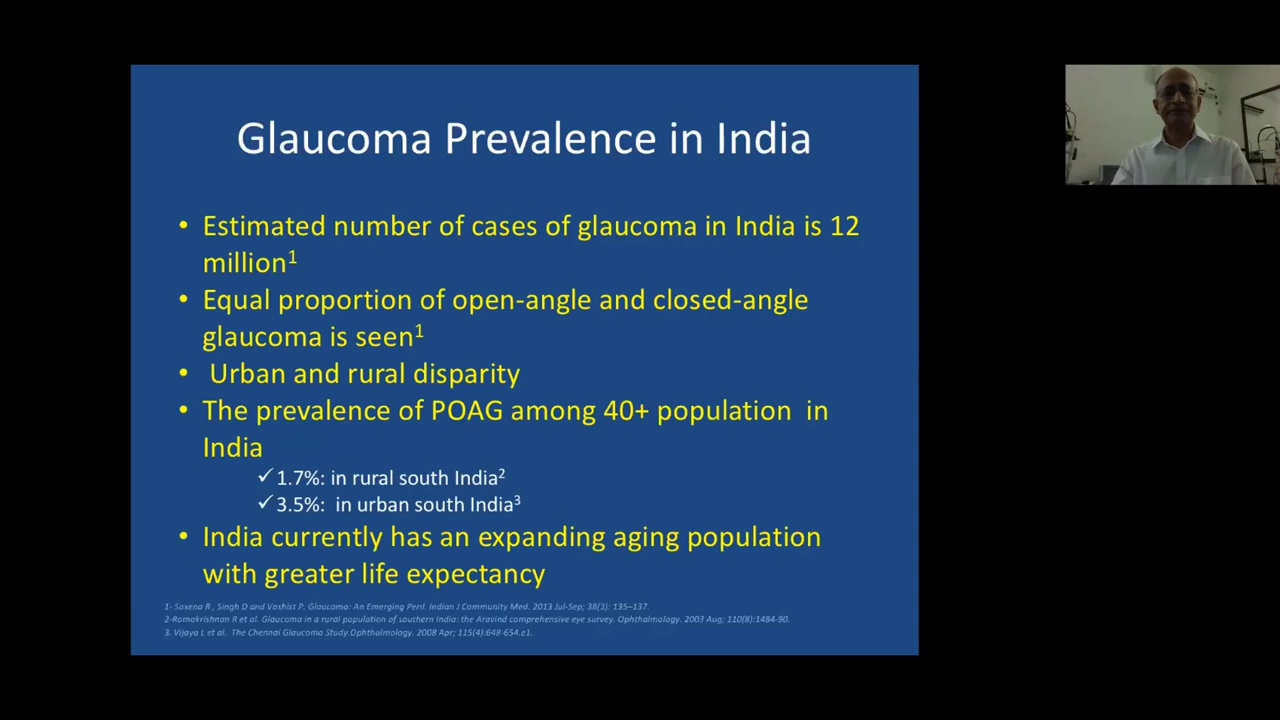 Glaucoma Prevalence in India
• Estimated number of cases of glaucoma in India is 12
million1
• Equal proportion of open-angle and closed-angle
glaucoma is seen1
• Urban and rural disparity
• The prevalence of POAG among 40+ population in
India
✓1.7%: in rural south India2
✓3.5%: in urban south India3
• India currently has an expanding aging population
with greater life expectancy
1- Saxena R , Singh D and Vashist P. Glaucoma: An Emerging Peril. Indian J Community Med. 2013 Jul-Sep; 38(3): 135–137.
2-Ramakrishnan R et al. Glaucoma in a rural population of southern India: the Aravind comprehensive eye survey. Ophthalmology. 2003 Aug; 110(8):1484-90.
3. Vijaya L et al. The Chennai Glaucoma Study.Ophthalmology. 2008 Apr; 115(4):648-654.e1.